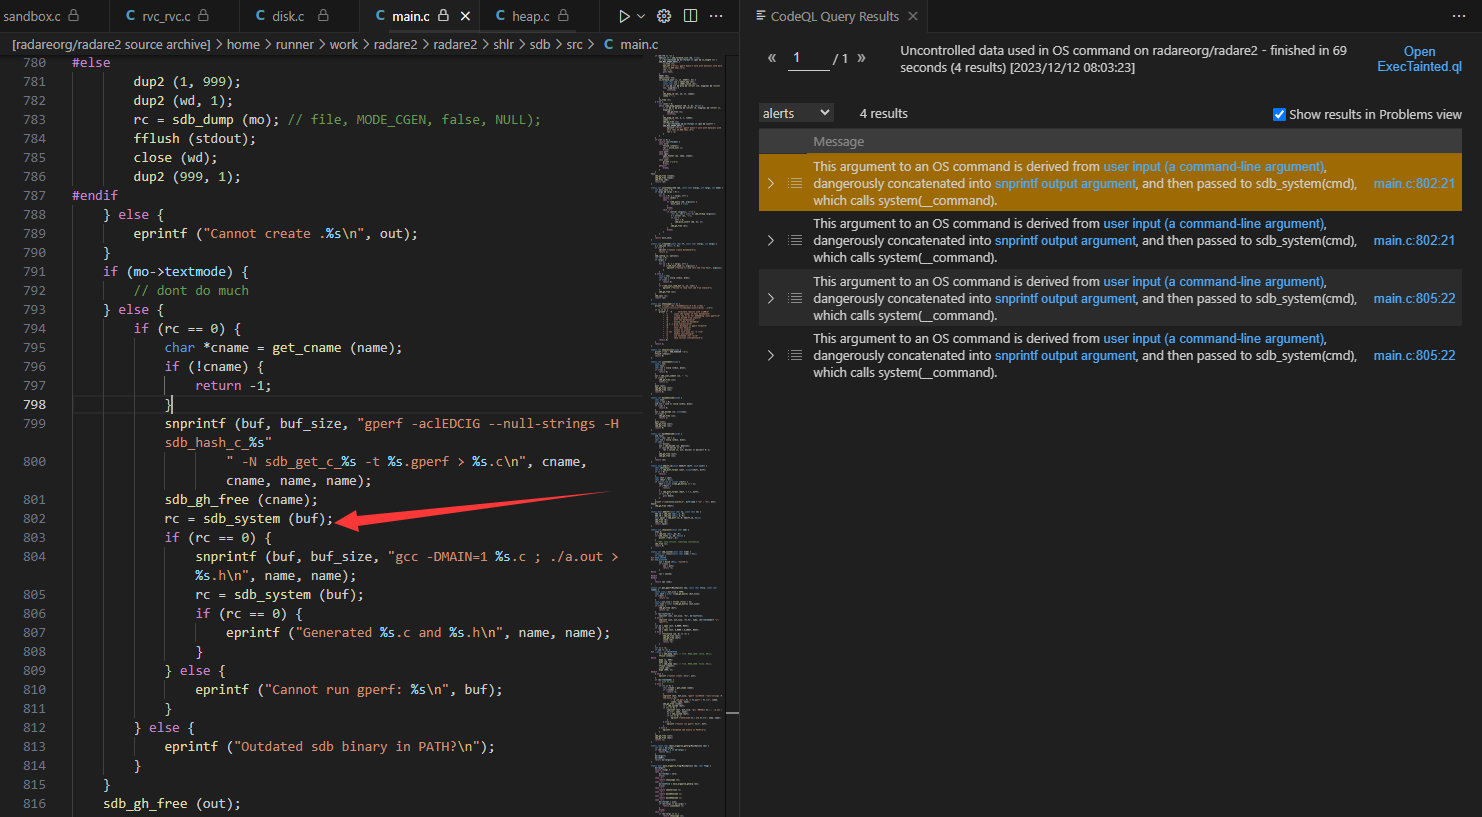 sandbox.c
rvc_rvc.c
disk.c
main.c
heap.c
[radareorg/radare2 source archive] > home > runner > work > radare2 > radare2 > shlr > sdb > src > C main.c
780 #else
781 dup2 (1, 999);
782 dup2 (wd, 1);
783 rc = sdb_dump (mo); // file, MODE_CGEN, false, NULL);
784 fflush (stdout);
785 close (wd);
786 dup2 (999, 1);
787 #endif
788 } else {
789 eprintf ("Cannot create .%s\n", out);
790 }
791 if (mo->textmode) {
792 // dont do much
793 } else {
794 if (rc == 0) {
795 char *cname = get_cname (name);
796 if (!cname) {
797 return -1;
798 }
799 snprintf (buf, buf_size, "gperf -aclEDCIG --null-strings -H
sdb_hash_c_%s"
800 " -N sdb_get_c_%s -t %s.gperf > %s.c\n", cname,
cname, name, name);
801 sdb_gh_free (cname);
802 rc = sdb_system (buf);
803 if (rc == 0) {
804 snprintf (buf, buf_size, "gcc -DMAIN=1 %s.c ; ./a.out >
%s.h\n", name, name);
805 rc = sdb_system (buf);
806 if (rc == 0) {
807 eprintf ("Generated %s.c and %s.h\n", name, name);
808 }
809 } else {
810 eprintf ("Cannot run gperf: %s\n", buf);
811 }
812 } else {
813 eprintf ("Outdated sdb binary in PATH?\n");
814 }
815 }
816 sdb_gh_free (out);
CodeQL Query Results
« 1 / 1 »
Uncontrolled data used in OS command on radareorg/radare2 - finished in 69
seconds (4 results) [2023/12/12 08:03:23]
Open
ExecTainted.ql
alerts
4 results
Show results in Problems view
Message
This argument to an OS command is derived from user input (a command-line argument),
dangerously concatenated into snprintf output argument, and then passed to sdb_system(cmd), main.c:802:21
which calls system(__command).
This argument to an OS command is derived from user input (a command-line argument),
dangerously concatenated into snprintf output argument, and then passed to sdb_system(cmd), main.c:802:21
which calls system(__command).
This argument to an OS command is derived from user input (a command-line argument),
dangerously concatenated into snprintf output argument, and then passed to sdb_system(cmd), main.c:805:22
which calls system(__command).
This argument to an OS command is derived from user input (a command-line argument),
dangerously concatenated into snprintf output argument, and then passed to sdb_system(cmd), main.c:805:22
which calls system(__command).